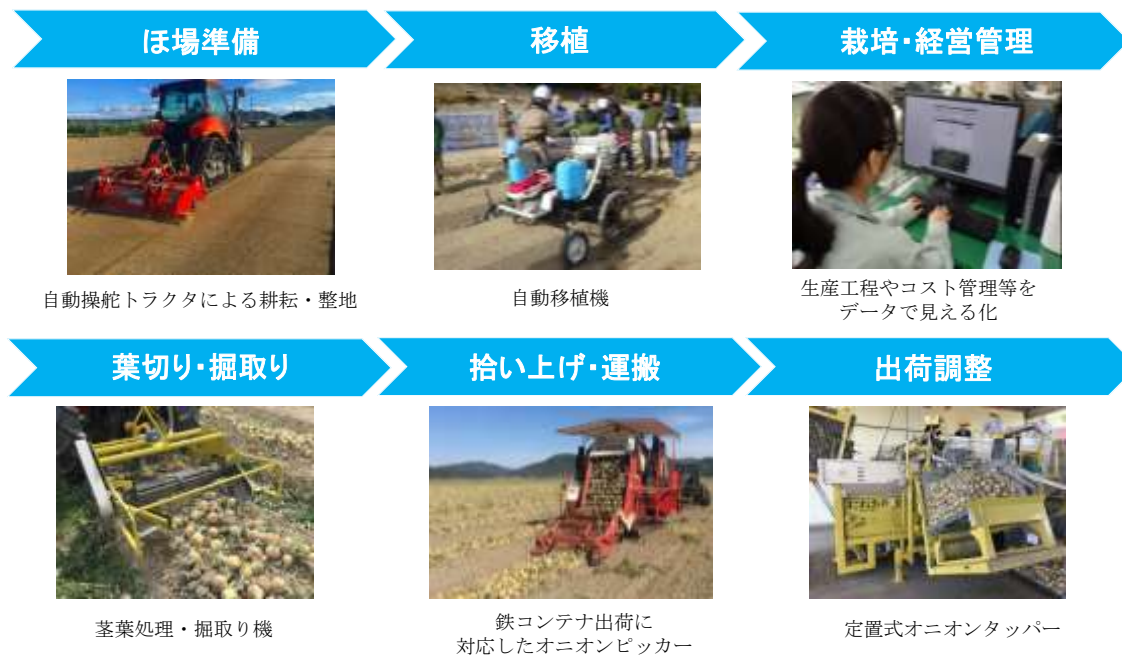 ほ場準備
移植
栽培・経営管理
自動操舵トラクタによる耕耘・整地
自動移植機
生産工程やコスト管理等を
データで見える化
葉切り・掘取り
拾い上げ・運搬
出荷調整
茎葉処理・掘取り機
鉄コンテナ出荷に
対応したオニオンピッカー
定置式オニオンタッパー